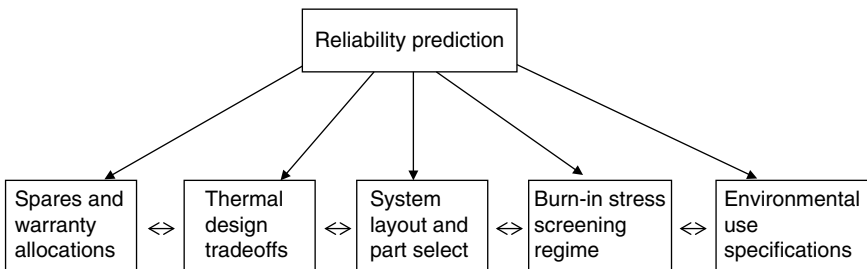 Reliability prediction
Spares and
warranty
allocations
Thermal
design
tradeoffs
System
layout and
part select
Burn-in stress
screening
regime
Environmental
use
specifications